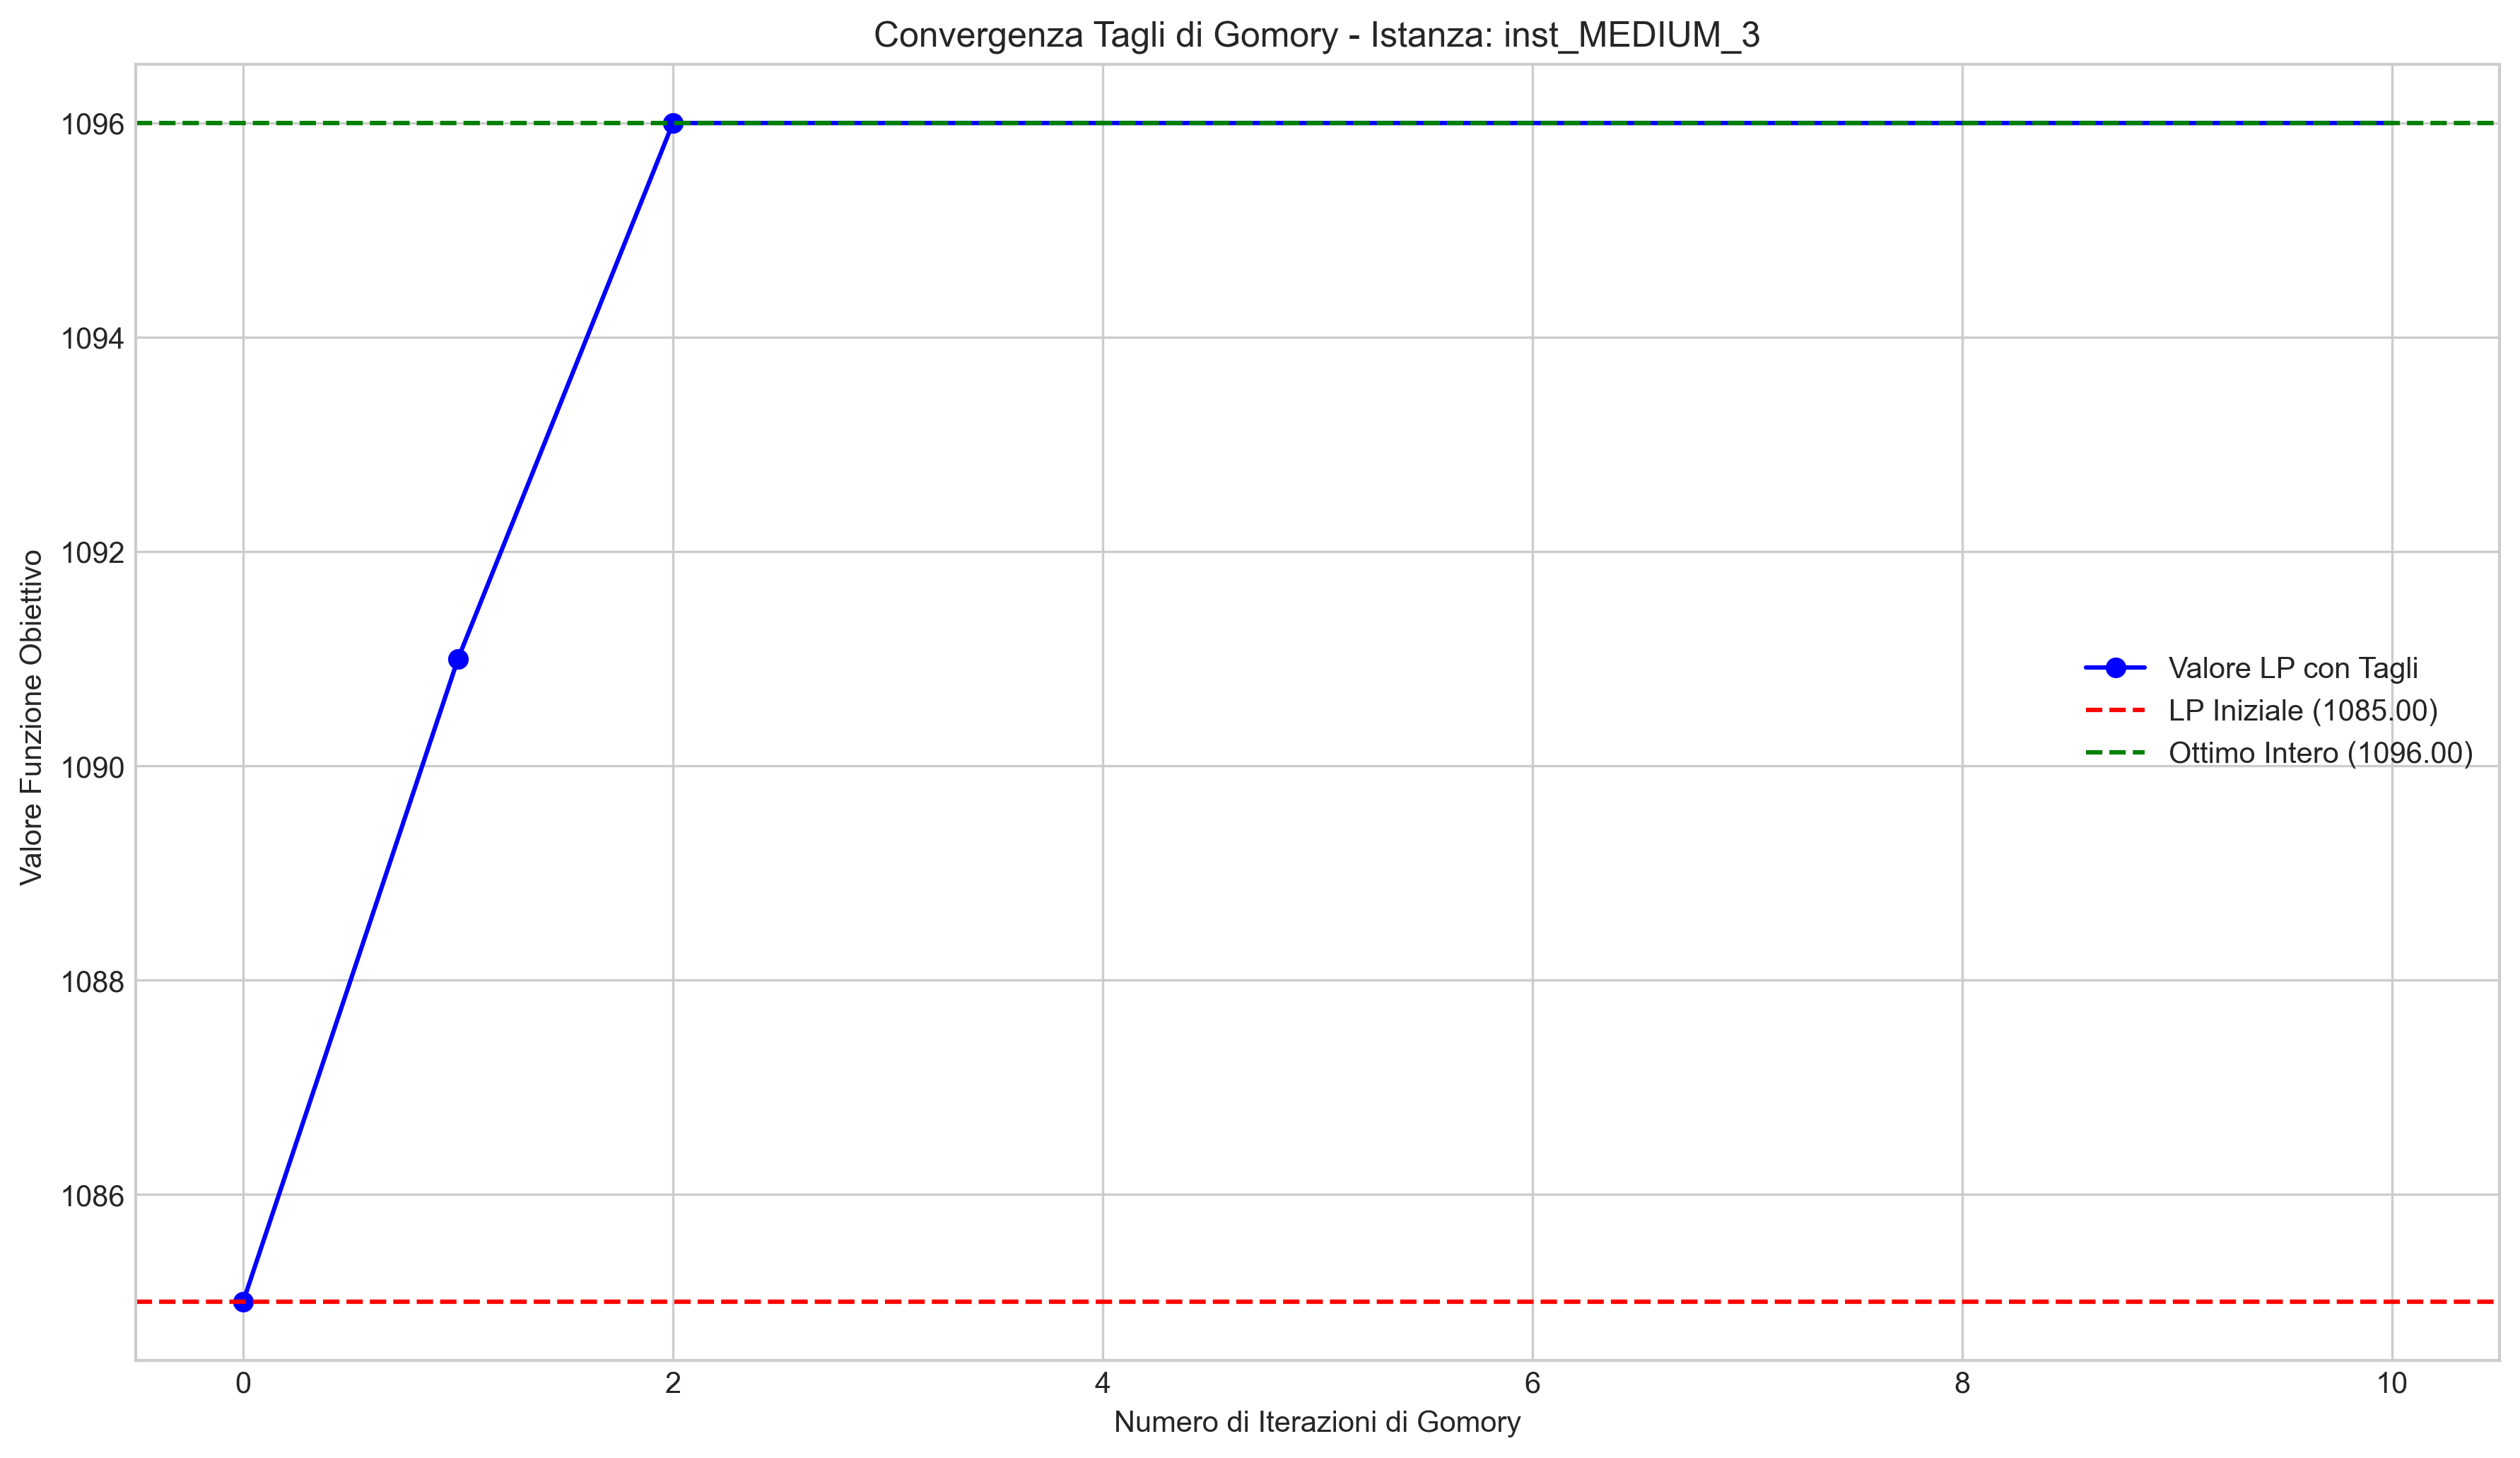 Convergenza Tagli di Gomory - Istanza: inst_MEDIUM_3
Valore Funzione Obiettivo
1096
1094
1092
1090
1088
1086
Valore LP con Tagli
LP Iniziale (1085.00)
Ottimo Intero (1096.00)
0 2 4 6 8 10
Numero di Iterazioni di Gomory